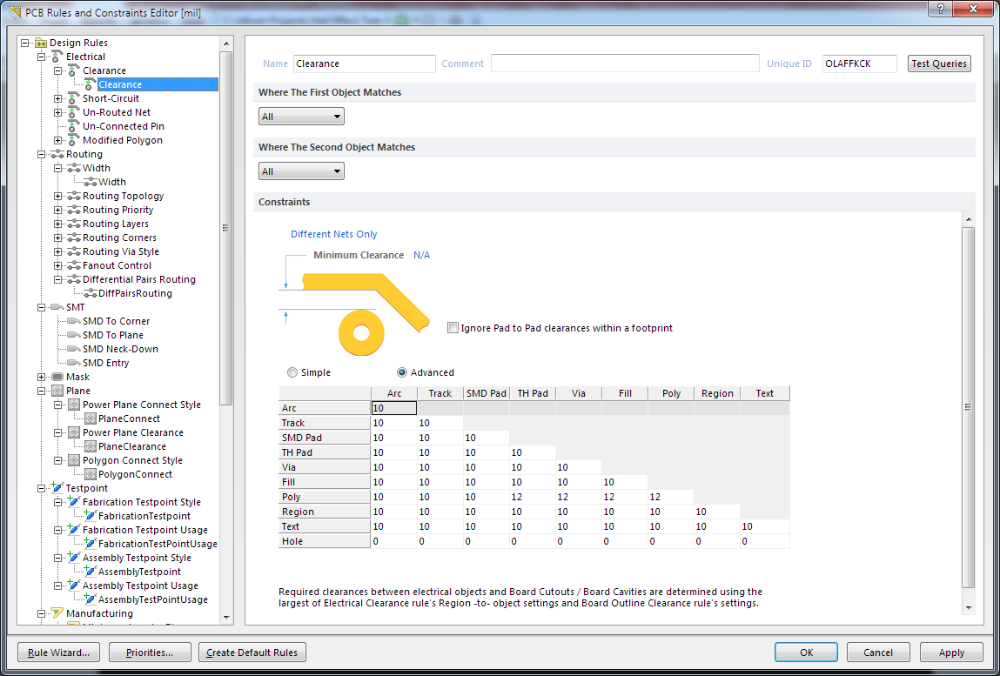 PCB Rules and Constraints Editor [mil]
Design Rules
Electrical
Clearance
Clearance
Short-Circuit
Un-Routed Net
Un-Connected Pin
Modified Polygon
Routing
Width
Width
Routing Topology
Routing Priority
Routing Layers
Routing Corners
Routing Via Style
Fanout Control
Differential Pairs Routing
DiffPairsRouting
SMT
SMD To Corner
SMD To Plane
SMD Neck-Down
SMD Entry
Mask
Plane
Power Plane Connect Style
PlaneConnect
Power Plane Clearance
PlaneClearance
Polygon Connect Style
PolygonConnect
Testpoint
Fabrication Testpoint Style
FabricationTestpoint
Fabrication Testpoint Usage
FabricationTestPointUsage
Assembly Testpoint Style
AssemblyTestpoint
Assembly Testpoint Usage
AssemblyTestPointUsage
Manufacturing
Name Clearance Comment Unique ID OLAFFKCK Test Queries
Where The First Object Matches
All
Where The Second Object Matches
All
Constraints
Different Nets Only
Minimum Clearance N/A
Ignore Pad to Pad clearances within a footprint
Simple Advanced
Arc Track SMD Pad TH Pad Via Fill Poly Region Text
Arc 10
Track 10 10
SMD Pad 10 10 10
TH Pad 10 10 10 10
Via 10 10 10 10 10
Fill 10 10 10 10 10 10
Poly 10 10 10 12 12 12 12
Region 10 10 10 10 10 10 10 10
Text 10 10 10 10 10 10 10 10 10
Hole 0 0 0 0 0 0 0 0 0
Required clearances between electrical objects and Board Cutouts / Board Cavities are determined using the
largest of Electrical Clearance rule's Region -to- object settings and Board Outline Clearance rule's settings.
Rule Wizard... Priorities... Create Default Rules OK Cancel Apply